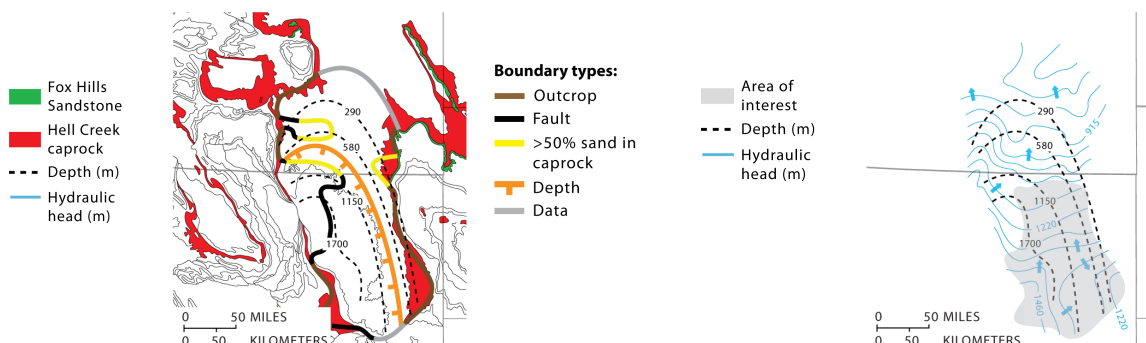 Fox Hills
Sandstone
Hell Creek
caprock
Depth (m)
Hydraulic
head (m)
290
580
1150
1700
0 50 MILES
0 50 KILOMETERS
Boundary types:
Outcrop
Fault
>50% sand in
caprock
Depth
Data
Area of
interest
Depth (m)
Hydraulic
head (m)
290
915
580
1150
1220
1700
1460
1220
0 50 MILES
0 50 KILOMETERS